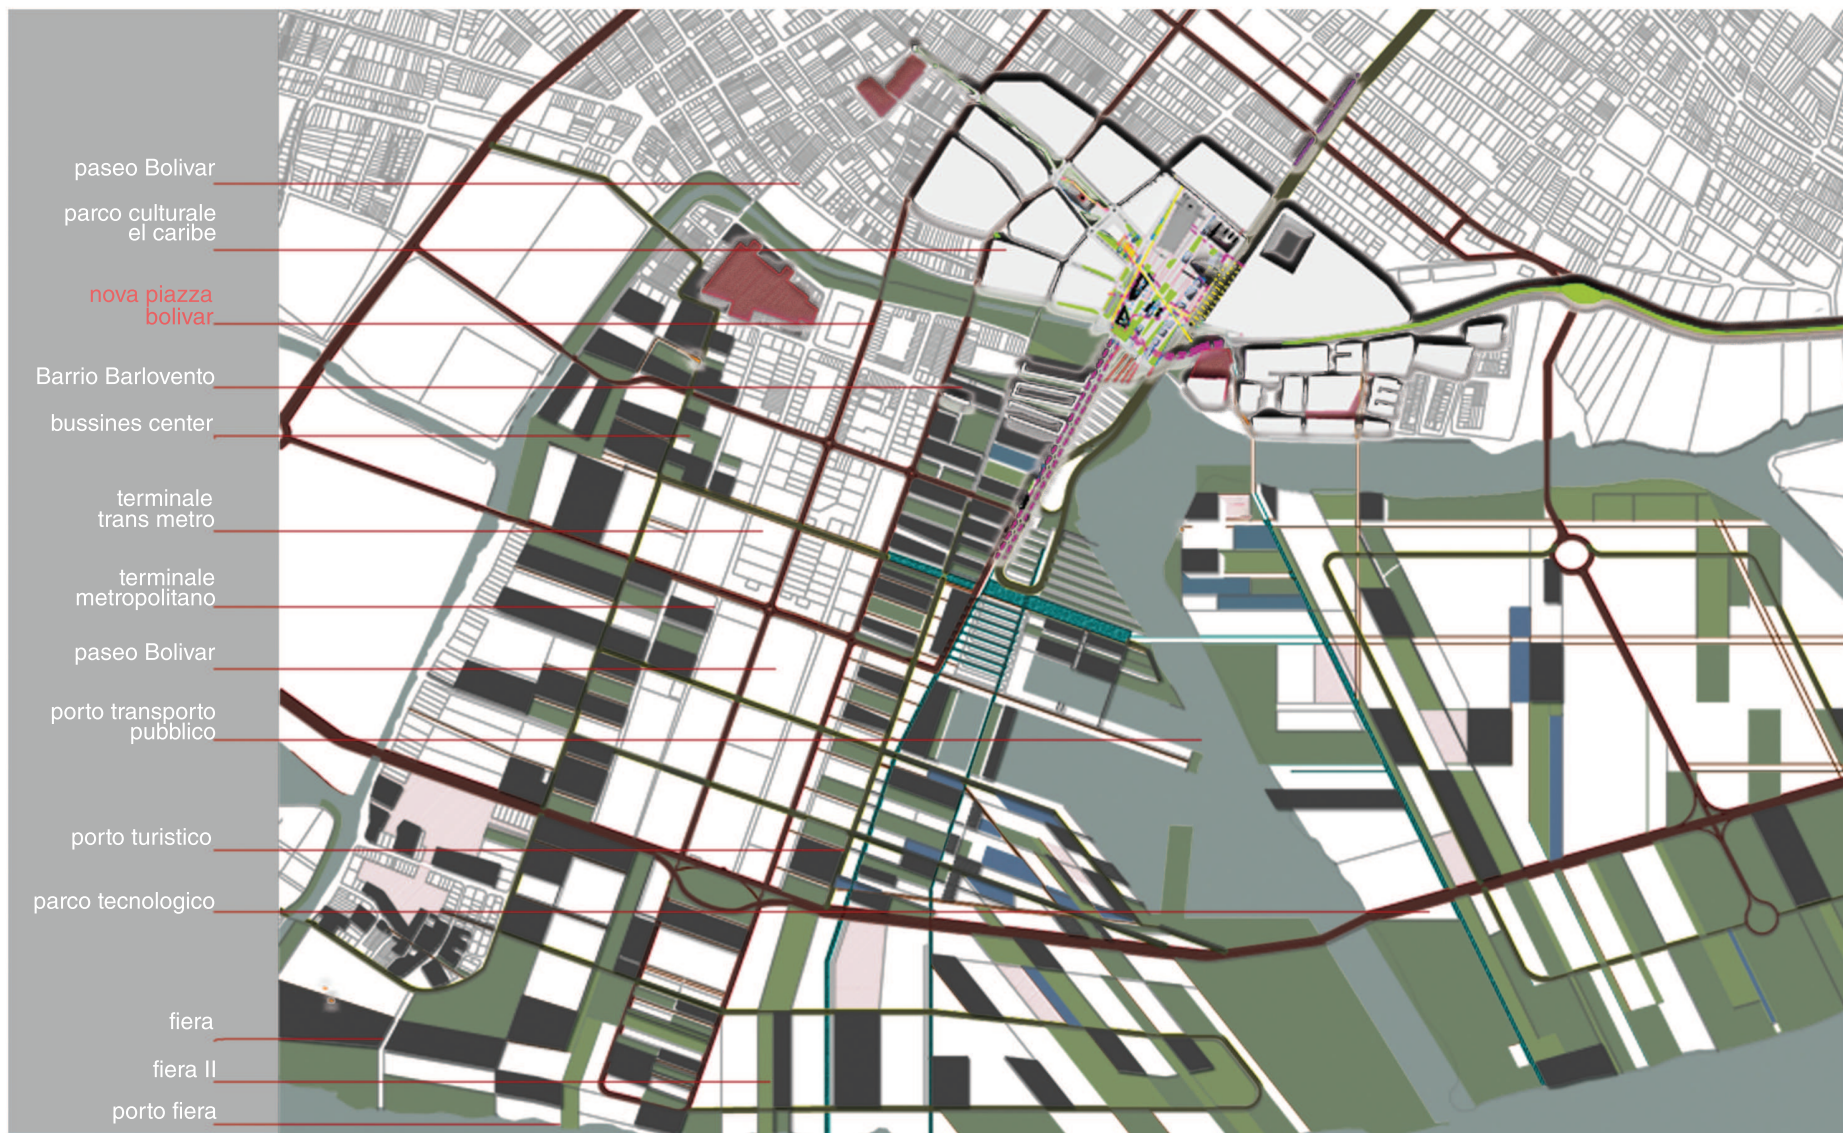 paseo Bolivar
parco culturale
el caribe
nova piazza
bolivar
Barrio Barlovento
bussines center
terminale
trans metro
terminale
metropolitano
paseo Bolivar
porto transporto
pubblico
porto turistico
parco tecnologico
fiera
fiera II
porto fiera